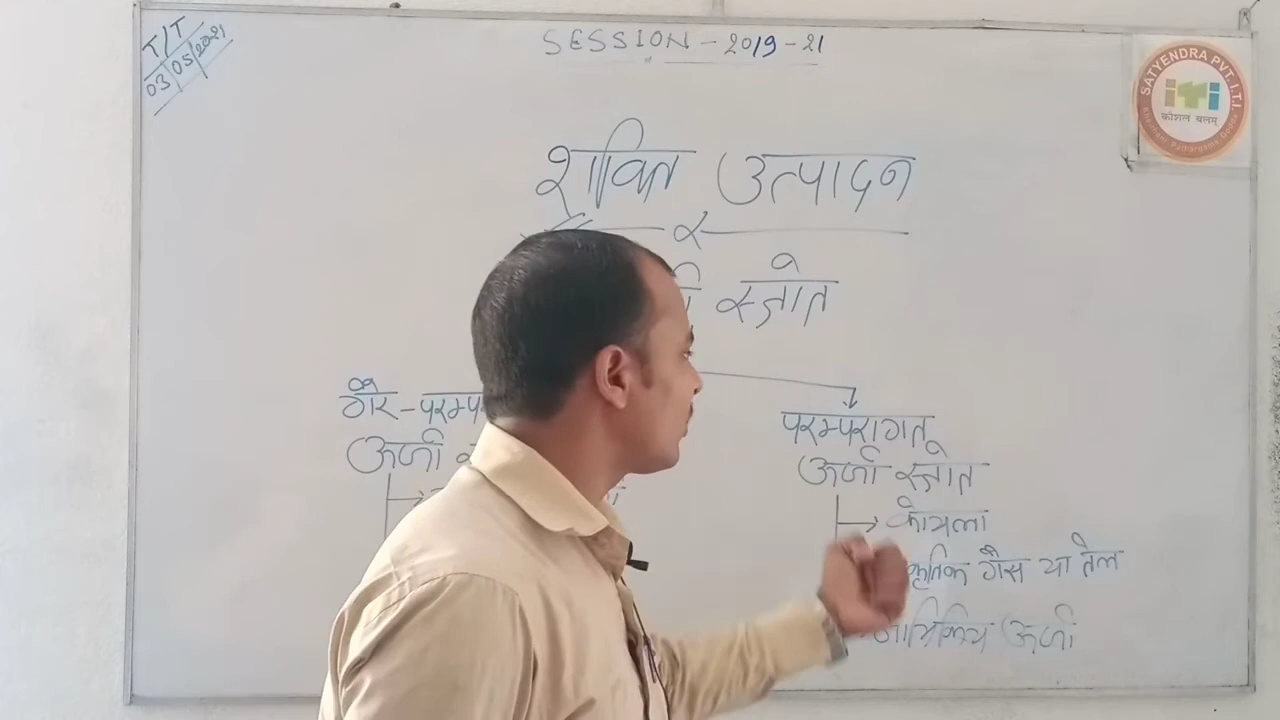 T/T
03/05/2021
SESSION - 2019-21
SATYENDRA PVT. I.T.I.
iTi
कौशलं बलम्
शक्ति उत्पादन
स्त्रोत
गैर-परम्प
ऊर्जा
परम्परागत
ऊर्जा स्त्रोत
कोयला
कृतिक गैस या तेल
नाभिकिय ऊर्जा